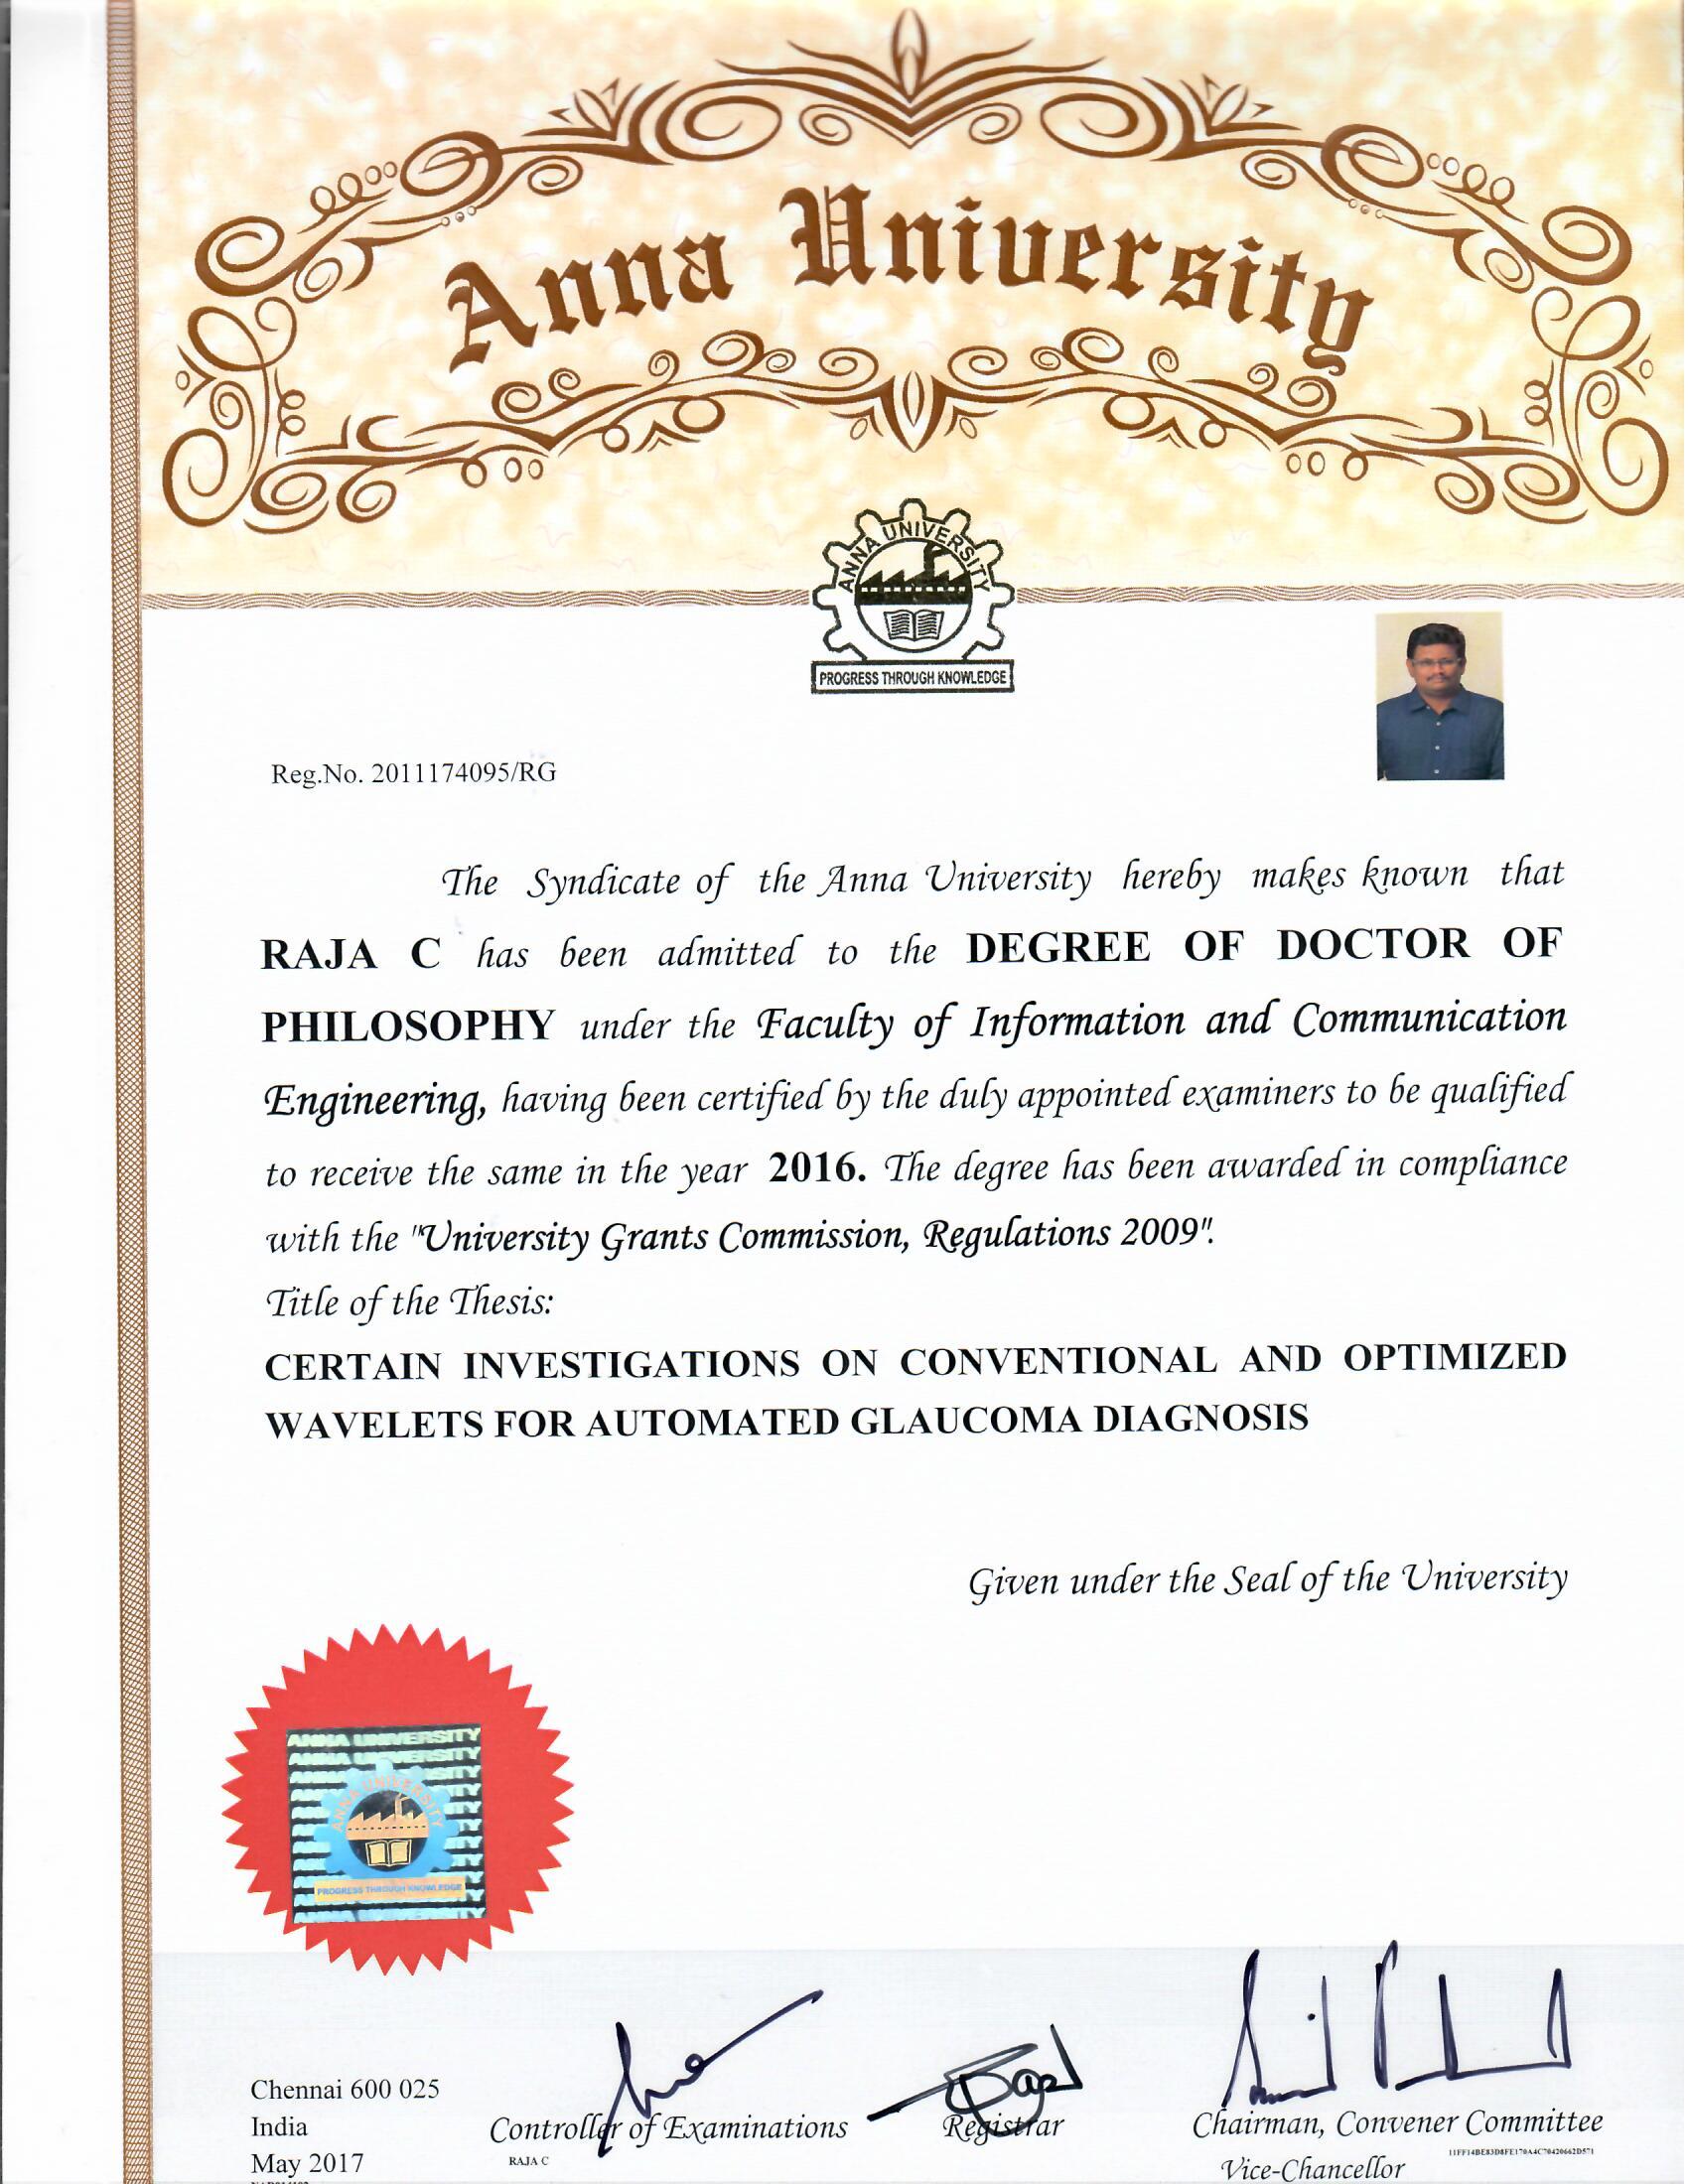 Anna University
ANNA UNIVERSITY
PROGRESS THROUGH KNOWLEDGE
Reg.No. 2011174095/RG
The Syndicate of the Anna University hereby makes known that
RAJA C has been admitted to the DEGREE OF DOCTOR OF
PHILOSOPHY under the Faculty of Information and Communication
Engineering, having been certified by the duly appointed examiners to be qualified
to receive the same in the year 2016. The degree has been awarded in compliance
with the "University Grants Commission, Regulations 2009".
Title of the Thesis:
CERTAIN INVESTIGATIONS ON CONVENTIONAL AND OPTIMIZED
WAVELETS FOR AUTOMATED GLAUCOMA DIAGNOSIS
Given under the Seal of the University
ANNA UNIVERSITY
ANNA UNIVERSITY
ANNA UNIVERSITY
PROGRESS THROUGH KNOWLEDGE
Chennai 600 025
India
May 2017
Controller of Examinations
RAJA C
Registrar
Chairman, Convener Committee
11FF14BE83D8FE170A4C70420662D571
Vice-Chancellor